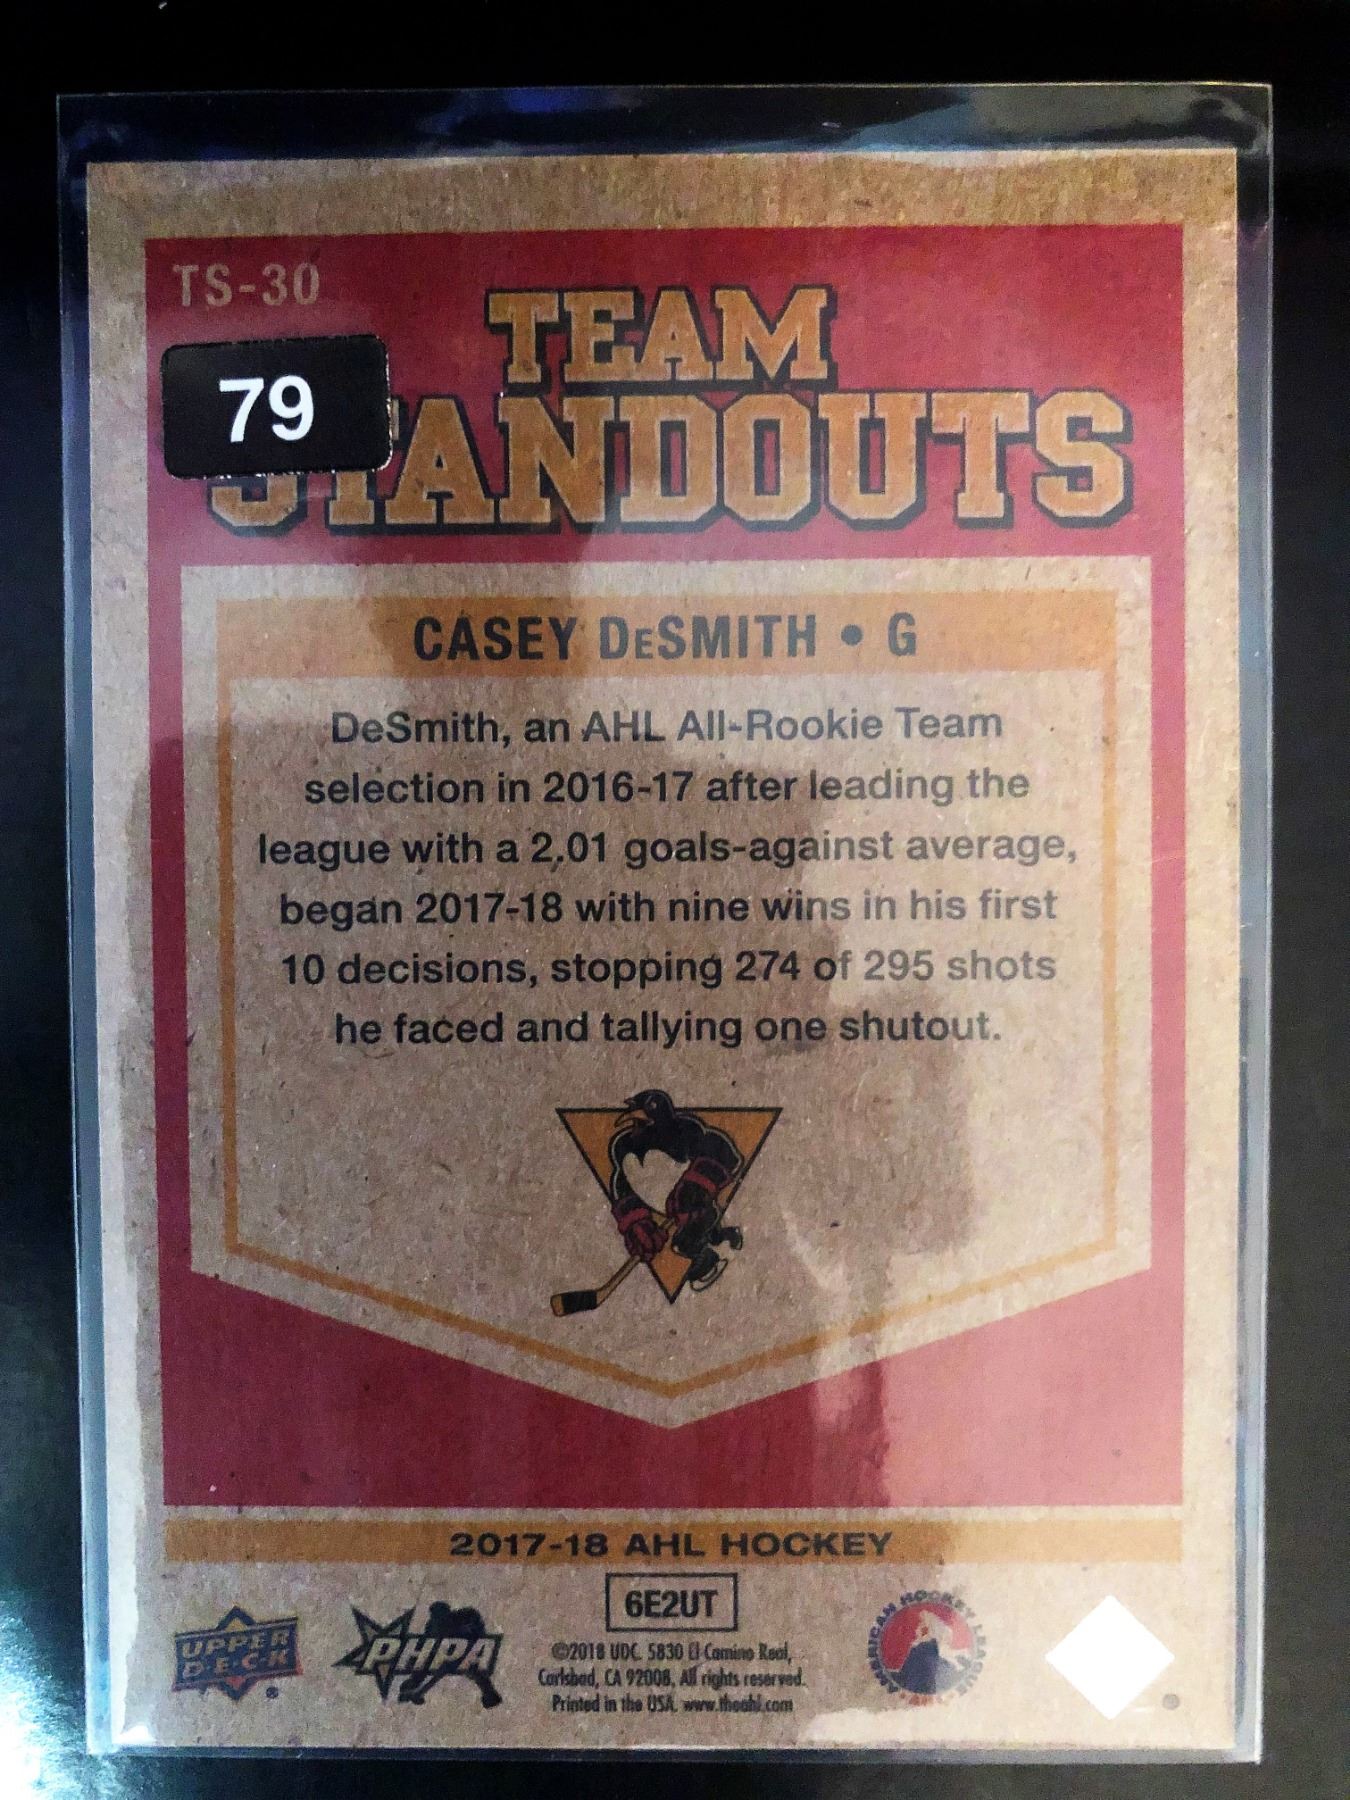 TS-30
TEAM
79
STANDOUTS
CASEY DESMITH • G
DeSmith, an AHL All-Rookie Team
selection in 2016-17 after leading the
league with a 2.01 goals-against average,
began 2017-18 with nine wins in his first
10 decisions, stopping 274 of 295 shots
he faced and tallying one shutout.
2017-18 AHL HOCKEY
6E2UT
UPPER
D·E·C·K
®
PHPA
©2018 UDC. 5830 El Camino Real,
Carlsbad, CA 92008. All rights reserved.
Printed in the USA. www.theahl.com
AMERICAN HOCKEY LEAGUE